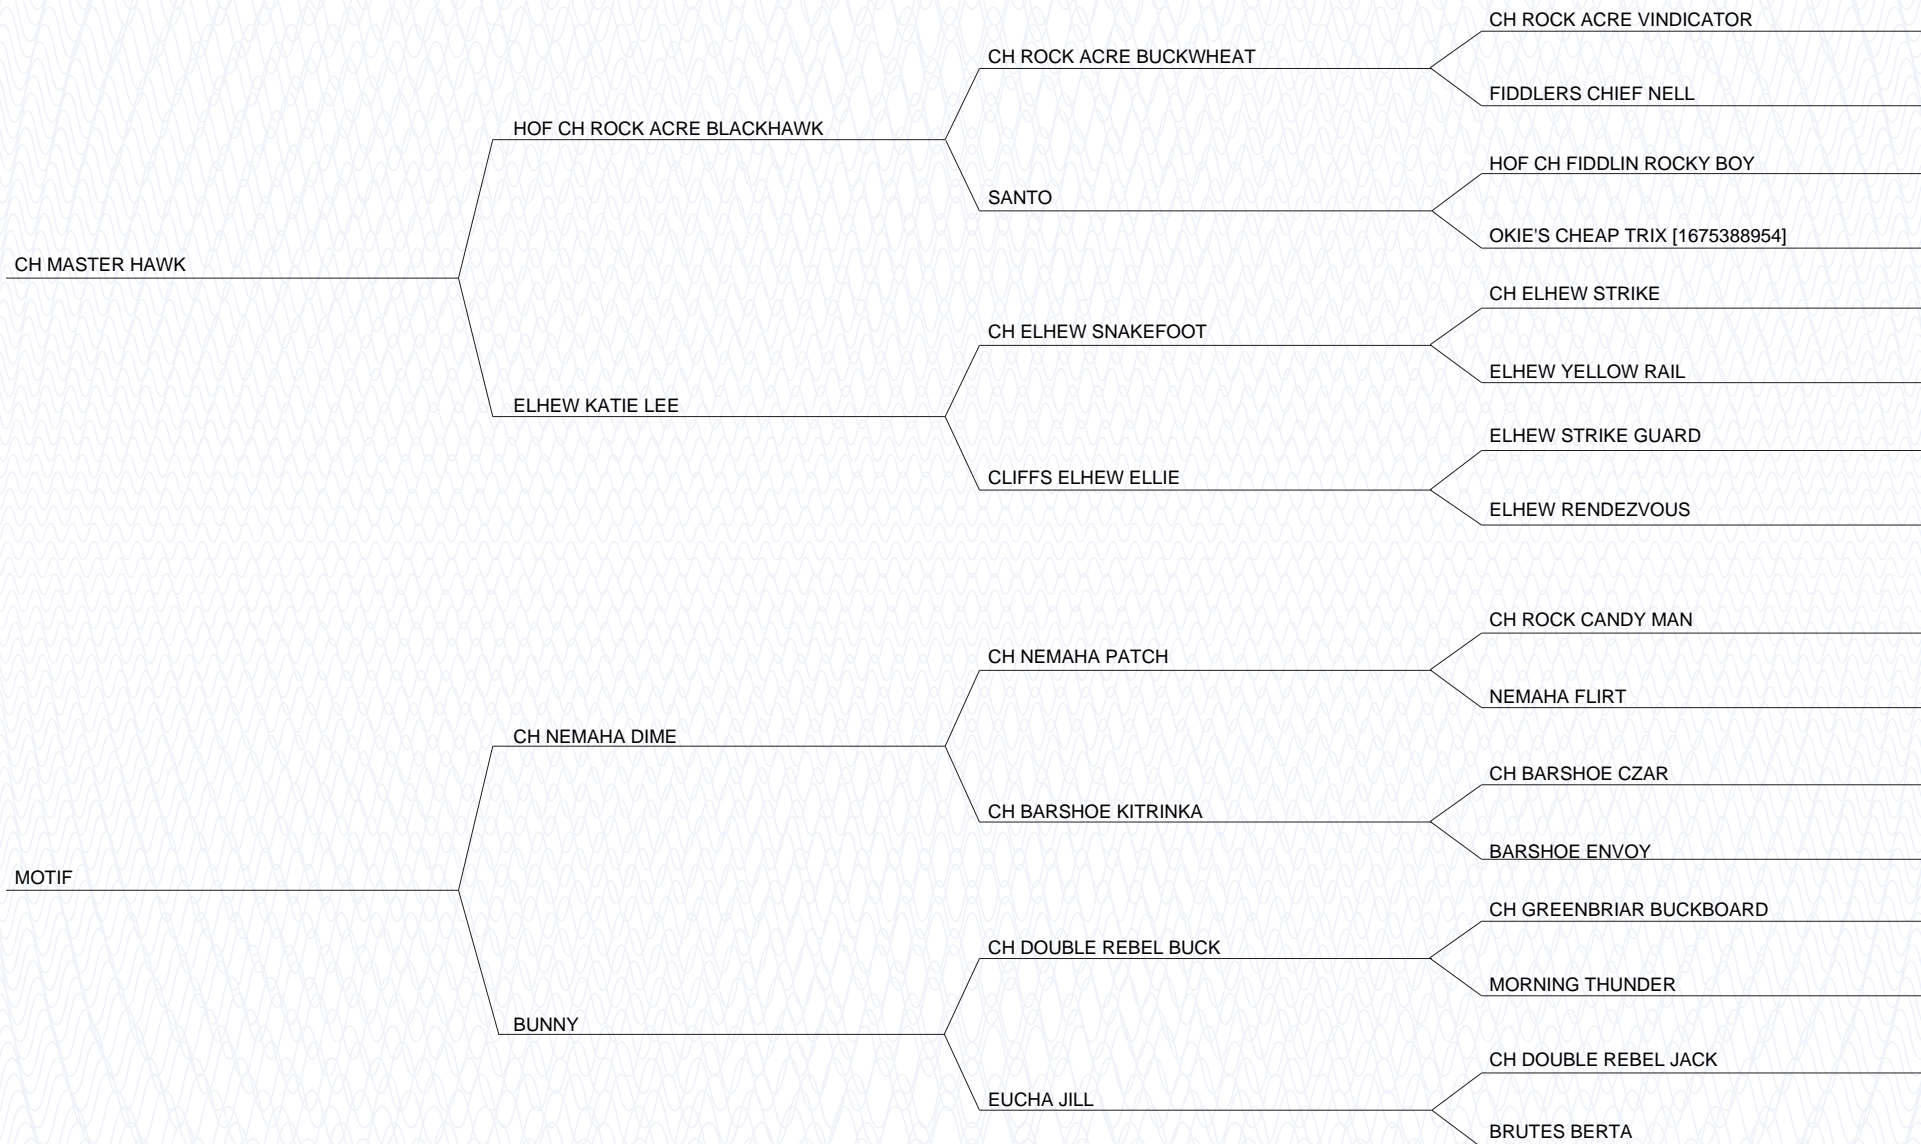 CH ROCK ACRE VINDICATOR
CH ROCK ACRE BUCKWHEAT
FIDDLERS CHIEF NELL
HOF CH ROCK ACRE BLACKHAWK
HOF CH FIDDLIN ROCKY BOY
SANTO
OKIE'S CHEAP TRIX [1675388954]
CH MASTER HAWK
CH ELHEW STRIKE
CH ELHEW SNAKEFOOT
ELHEW YELLOW RAIL
ELHEW KATIE LEE
ELHEW STRIKE GUARD
CLIFFS ELHEW ELLIE
ELHEW RENDEZVOUS
CH ROCK CANDY MAN
CH NEMAHA PATCH
NEMAHA FLIRT
CH NEMAHA DIME
CH BARSHOE CZAR
CH BARSHOE KITRINKA
BARSHOE ENVOY
MOTIF
CH GREENBRIAR BUCKBOARD
CH DOUBLE REBEL BUCK
MORNING THUNDER
BUNNY
CH DOUBLE REBEL JACK
EUCHA JILL
BRUTES BERTA